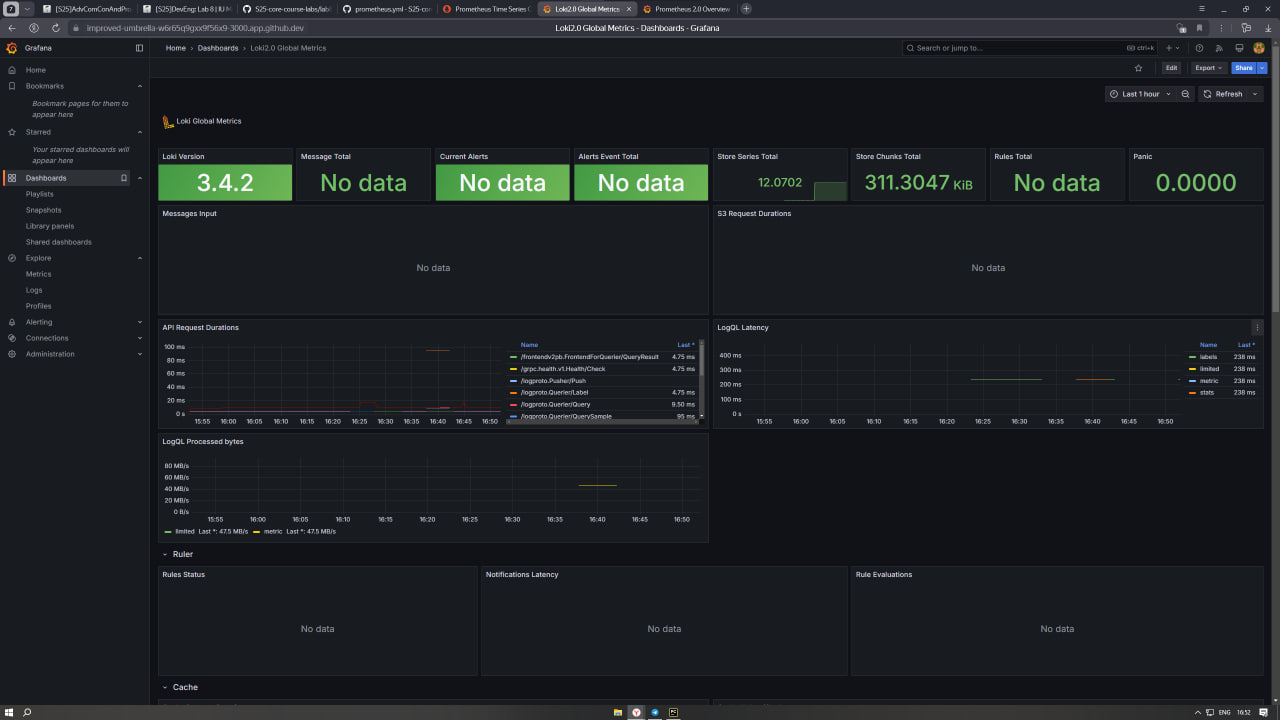 [S25]AdvComConAndPro
[S25]DevEng: Lab 8 | IU M
S25-core-course-labs/lab8
prometheus.yml - S25-co
Prometheus Time Series C
Loki2.0 Global Metrics
Prometheus 2.0 Overview
improved-umbrella-w6r65q9gxx9f56x9-3000.app.github.dev
Loki2.0 Global Metrics - Dashboards - Grafana
Grafana
Home › Dashboards › Loki2.0 Global Metrics
Search or jump to...
ctrl+k
Edit
Export
Share
Home
Bookmarks
Bookmark pages for them to
appear here
Starred
Your starred dashboards will
appear here
Dashboards
Playlists
Snapshots
Library panels
Shared dashboards
Explore
Metrics
Logs
Profiles
Alerting
Connections
Administration
Last 1 hour
Refresh
Loki Global Metrics
Loki Version
3.4.2
Message Total
No data
Current Alerts
No data
Alerts Event Total
No data
Store Series Total
12.0702
Store Chunks Total
311.3047 KiB
Rules Total
No data
Panic
0.0000
Messages Input
No data
S3 Request Durations
No data
API Request Durations
100 ms
80 ms
60 ms
40 ms
20 ms
0 s
15:55 16:00 16:05 16:10 16:15 16:20 16:25 16:30 16:35 16:40 16:45 16:50
Name Last *
/frontendv2pb.FrontendForQuerier/QueryResult 4.75 ms
/grpc.health.v1.Health/Check 4.75 ms
/logproto.Pusher/Push
/logproto.Querier/Label 4.75 ms
/logproto.Querier/Query 9.50 ms
/logproto.Querier/QuerySample 95 ms
LogQL Latency
400 ms
300 ms
200 ms
100 ms
0 s
15:55 16:00 16:05 16:10 16:15 16:20 16:25 16:30 16:35 16:40 16:45 16:50
Name Last *
labels 238 ms
limited 238 ms
metric 238 ms
stats 238 ms
LogQL Processed bytes
80 MB/s
60 MB/s
40 MB/s
20 MB/s
0 B/s
15:55 16:00 16:05 16:10 16:15 16:20 16:25 16:30 16:35 16:40 16:45 16:50
limited Last *: 47.5 MB/s metric Last *: 47.5 MB/s
Ruler
Rules Status
No data
Notifications Latency
No data
Rule Evaluations
No data
Cache
ENG
16:52